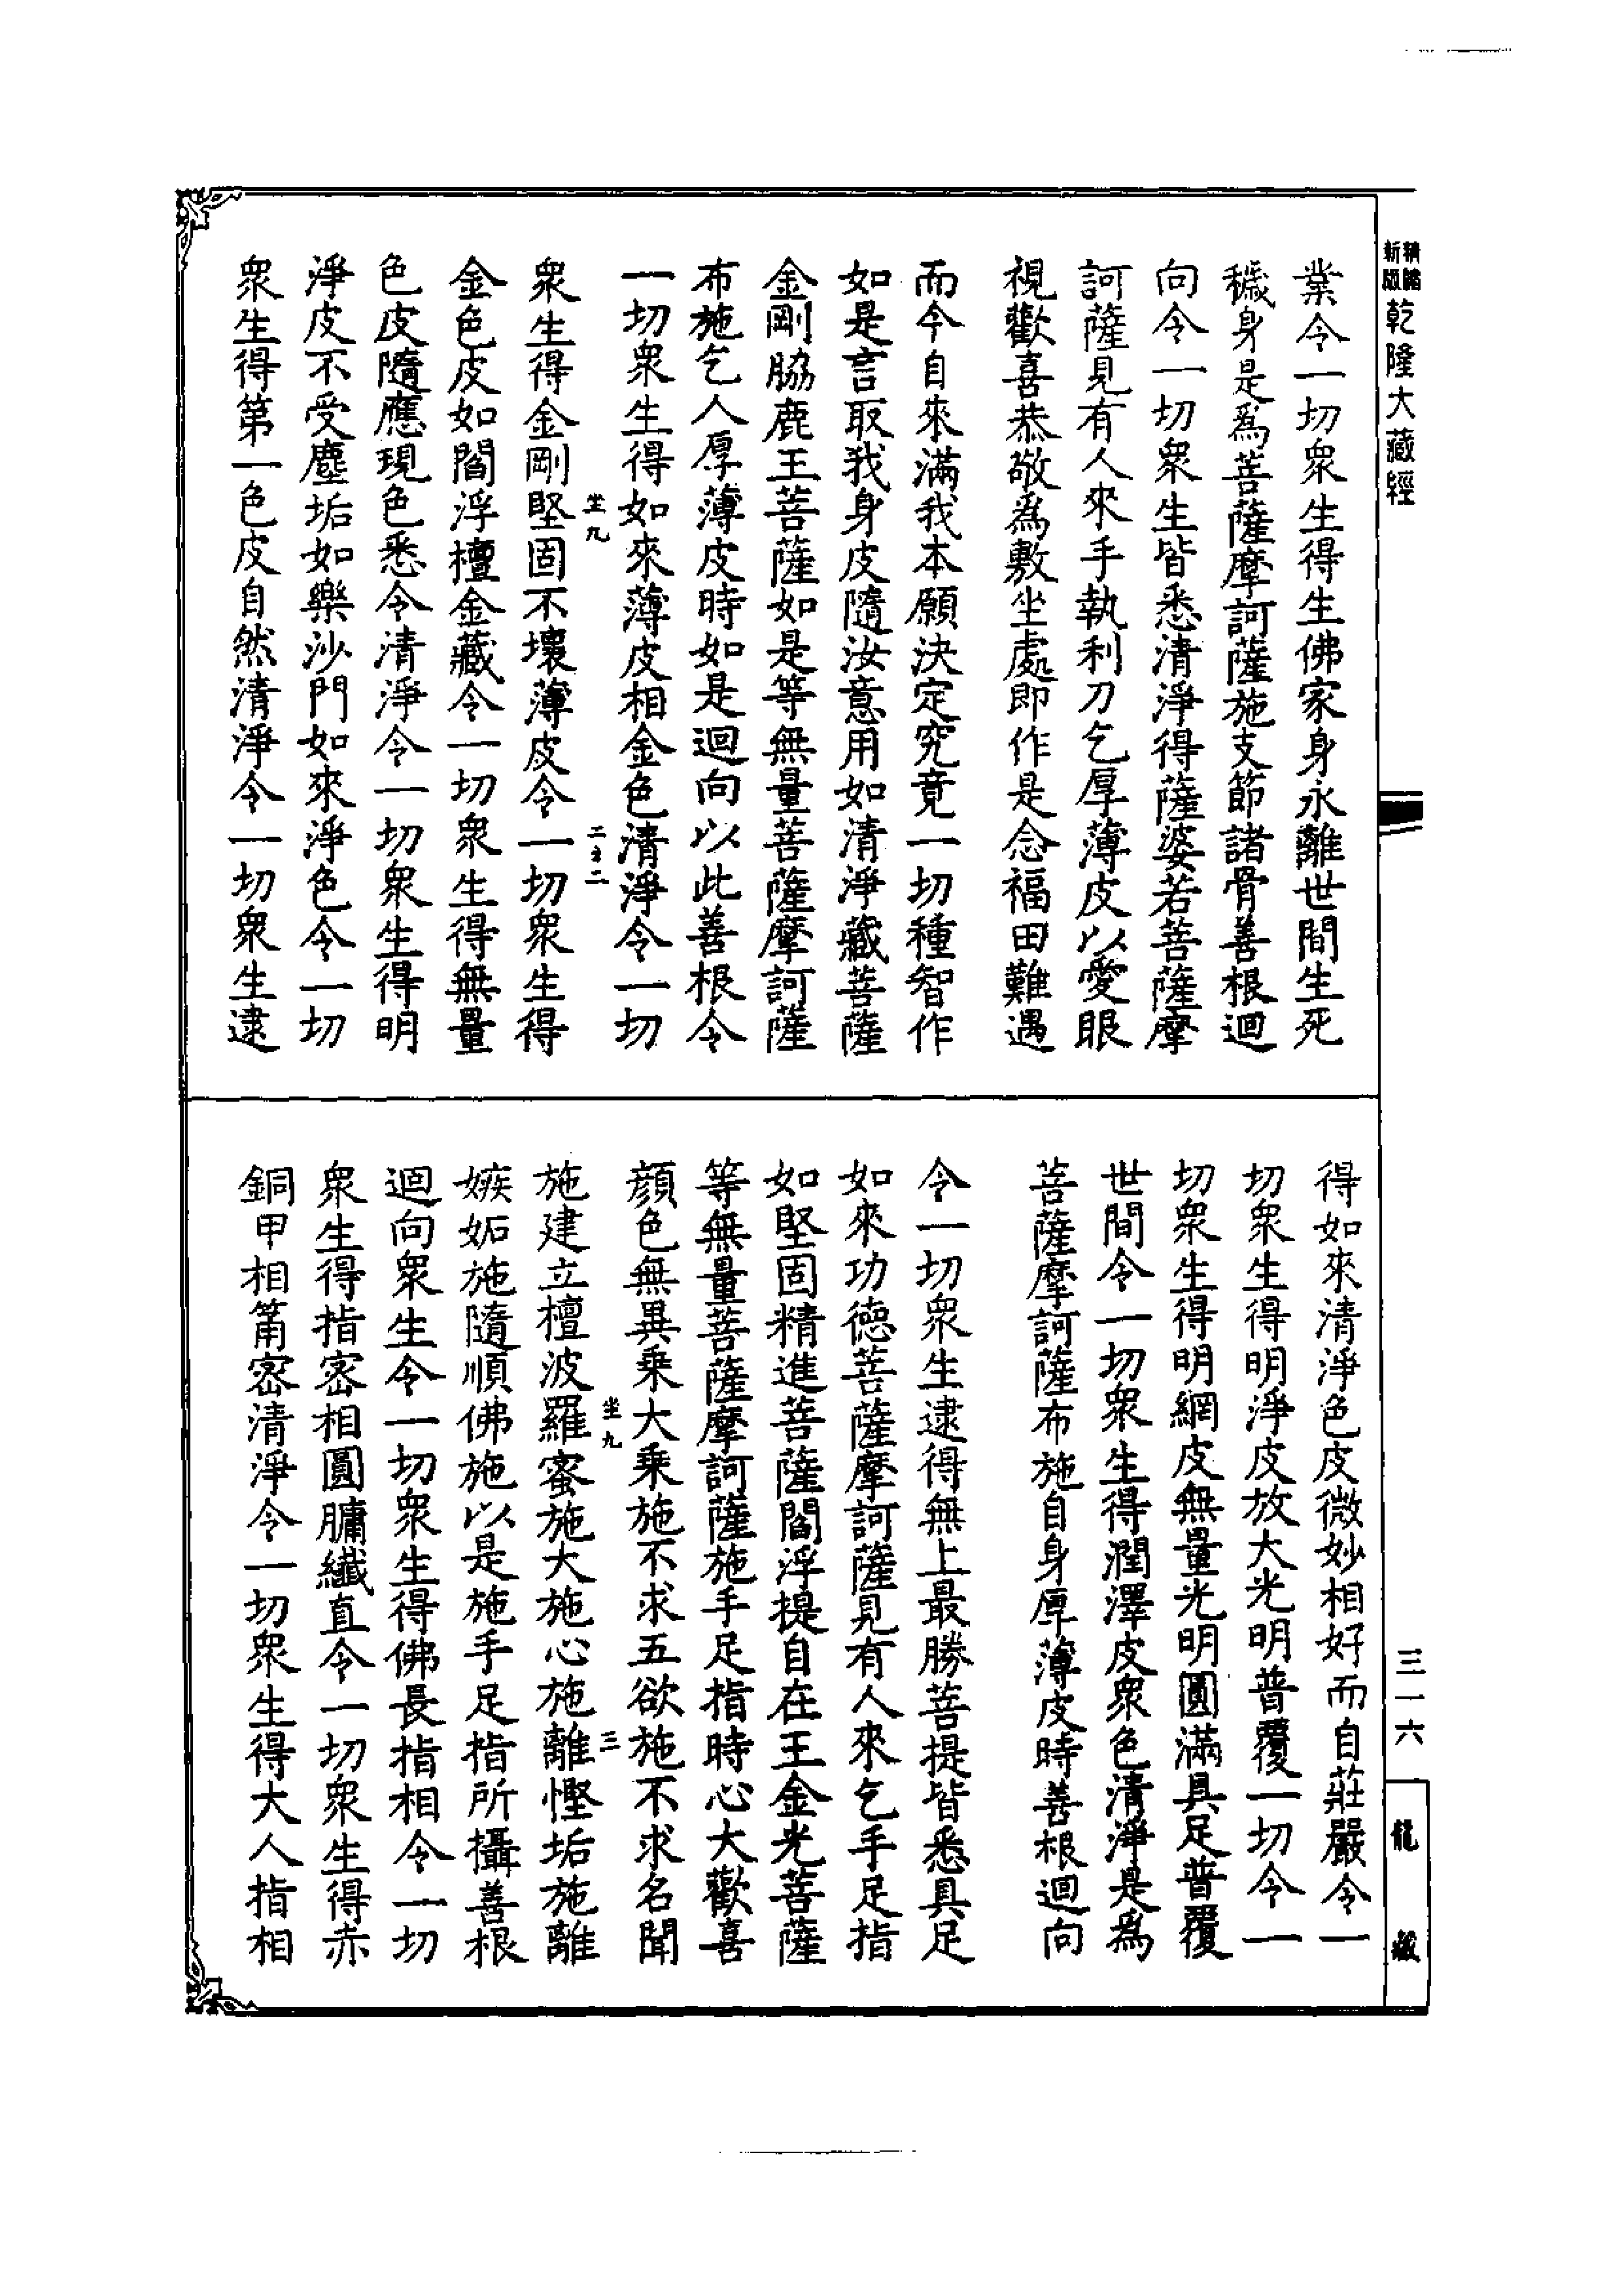 新版
精縮
乾隆大藏經
業令一切衆生得生佛家身永離世間生死
穢身是爲菩薩摩訶薩施支節諸骨善根迴
向令一切衆生皆悉清淨得薩婆若菩薩摩
訶薩見有人來手執利刀乞厚薄皮以愛眼
視歡喜恭敬爲敷坐處即作是念福田難遇
而今自來滿我本願決定究竟一切種智作
如是言取我身皮隨汝意用如清淨藏菩薩
金剛脇鹿王菩薩如是等無量菩薩摩訶薩
布施乞人厚薄皮時如是迴向以此善根令
一切衆生得如來薄皮相金色清淨令一切
坐九
衆生得金剛堅固不壞薄皮令一切衆生得
金色皮如閻浮檀金藏令一切衆生得無量
色皮隨應現色悉令清淨令一切衆生得明
淨皮不受塵垢如樂沙門如來淨色令一切
衆生得第一色皮自然清淨令一切衆生逮
得如來清淨色皮微妙相好而自莊嚴令一
切衆生得明淨皮放大光明普覆一切令一
切衆生得明網皮無量光明圓滿具足普覆
世間令一切衆生得潤澤皮衆色清淨是爲
菩薩摩訶薩布施自身厚薄皮時善根迴向
令一切衆生逮得無上最勝菩提皆悉具足
如來功德菩薩摩訶薩見有人來乞手足指
如堅固精進菩薩閻浮提自在王金光菩薩
等無量菩薩摩訶薩施手足指時心大歡喜
顏色無異乘大乘施不求五欲施不求名聞
坐九
三
施建立檀波羅蜜施大施心施離慳垢施離
嫉妬施隨順佛施以是施手足指所攝善根
迴向衆生令一切衆生得佛長指相令一切
衆生得指密相圓𦟛纖直令一切衆生得赤
銅甲相筩密清淨令一切衆生得大人指相
三一六
龍藏